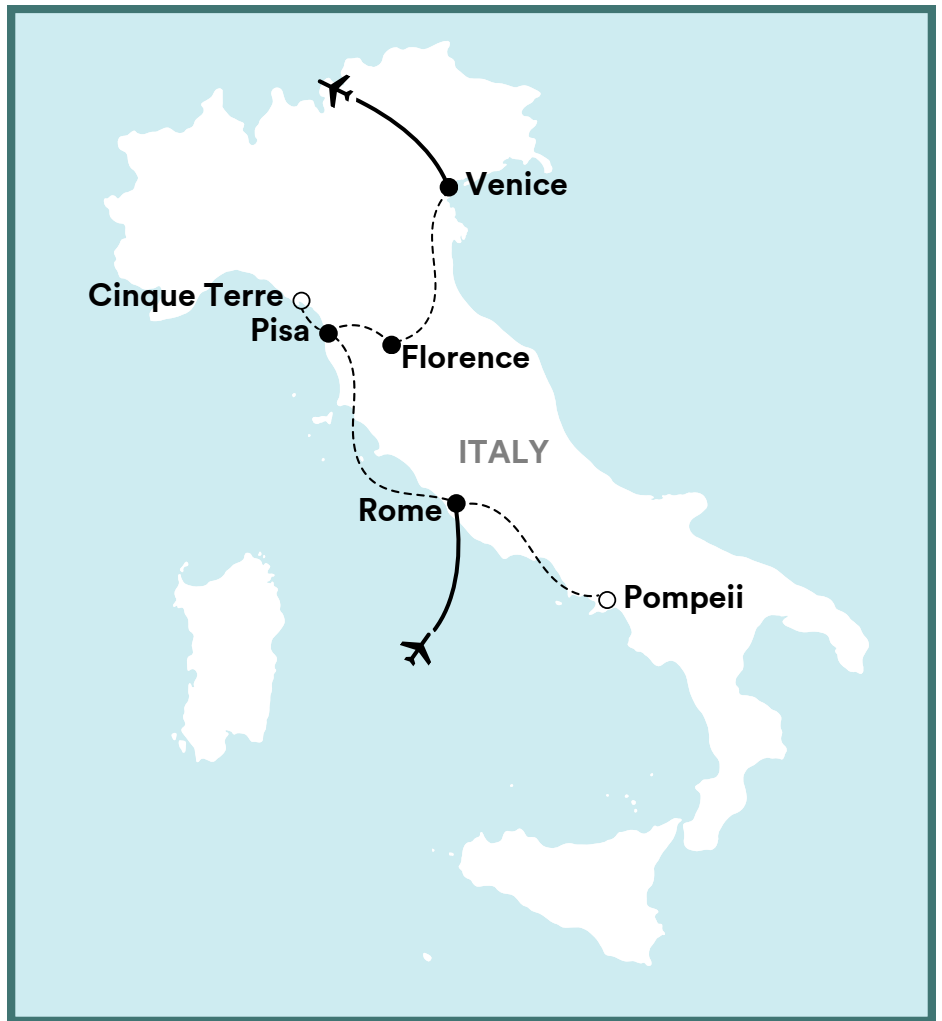 Venice
Cinque Terre
Pisa
Florence
ITALY
Rome
Pompeii